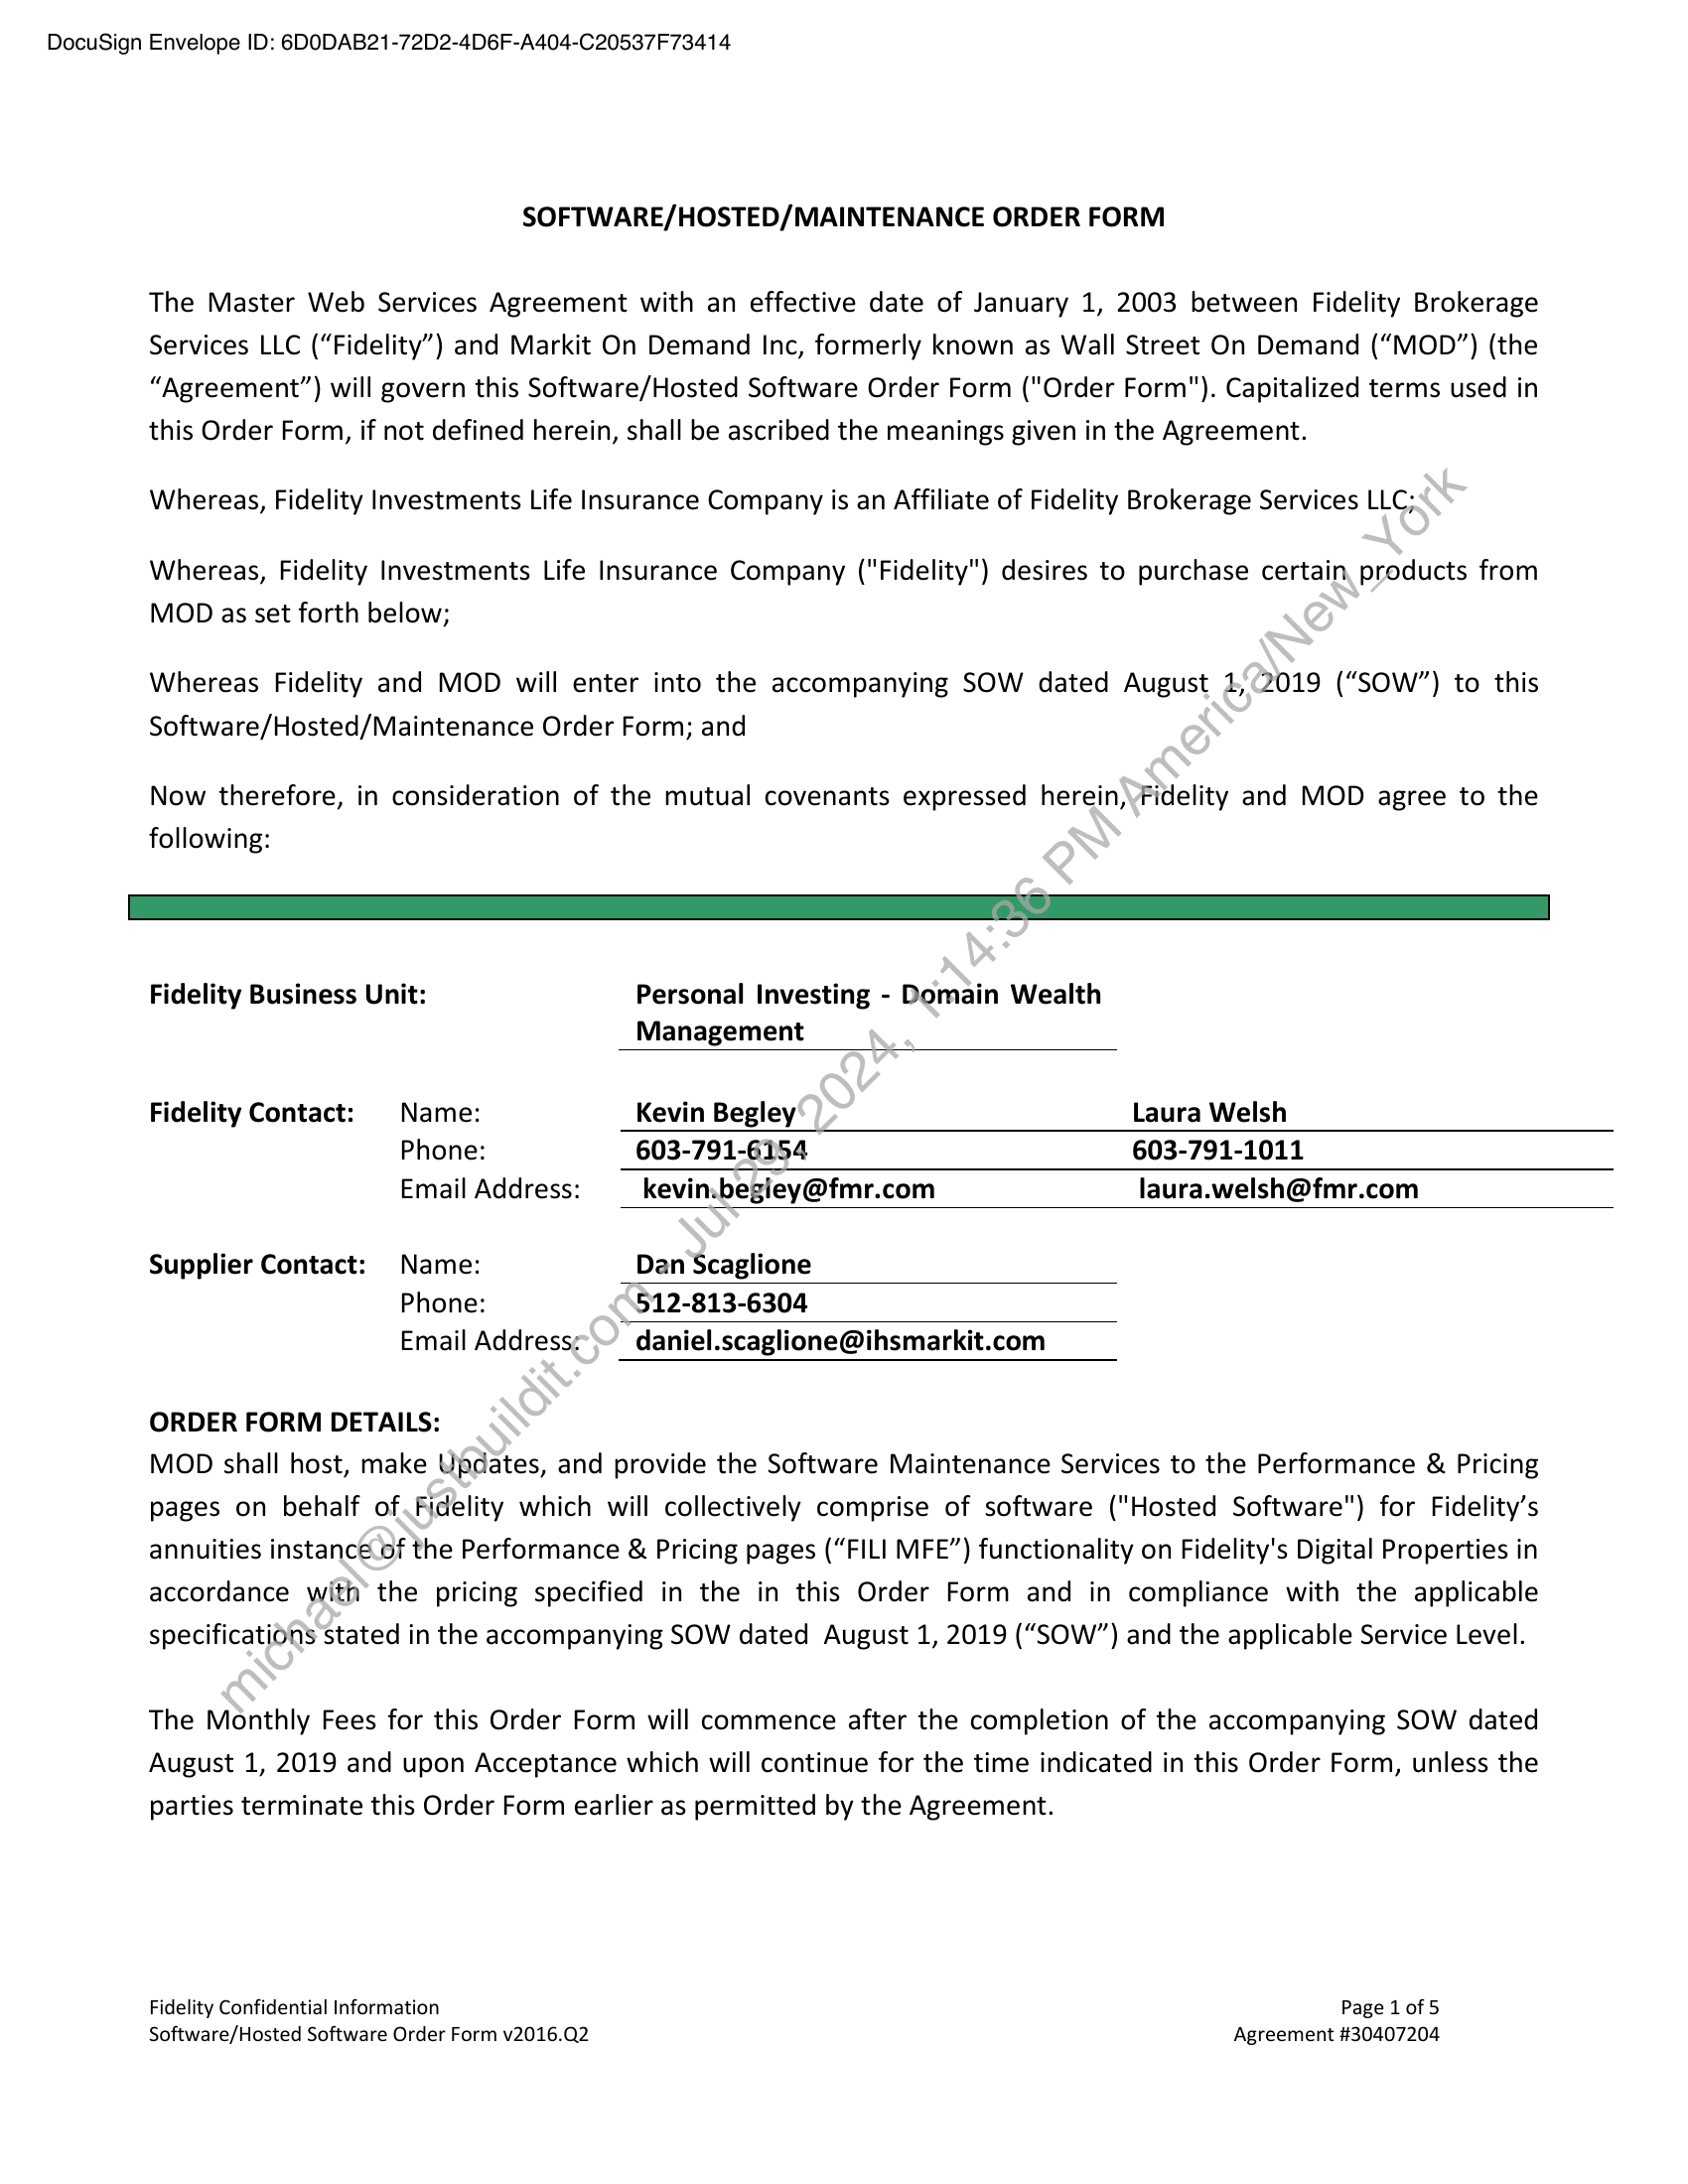 DocuSign Envelope ID: 6D0DAB21-72D2-4D6F-A404-C20537F73414
SOFTWARE/HOSTED/MAINTENANCE ORDER FORM
The Master Web Services Agreement with an effective date of January 1, 2003 between Fidelity Brokerage
Services LLC (“Fidelity”) and Markit On Demand Inc, formerly known as Wall Street On Demand (“MOD”) (the
“Agreement”) will govern this Software/Hosted Software Order Form ("Order Form"). Capitalized terms used in
this Order Form, if not defined herein, shall be ascribed the meanings given in the Agreement.
Whereas, Fidelity Investments Life Insurance Company is an Affiliate of Fidelity Brokerage Services LLC;
Whereas, Fidelity Investments Life Insurance Company ("Fidelity") desires to purchase certain products from
MOD as set forth below;
Whereas Fidelity and MOD will enter into the accompanying SOW dated August 1, 2019 (“SOW”) to this
Software/Hosted/Maintenance Order Form; and
Now therefore, in consideration of the mutual covenants expressed herein, Fidelity and MOD agree to the
following:
Fidelity Business Unit: Personal Investing - Domain Wealth
Management
Fidelity Contact: Name: Kevin Begley Laura Welsh
Phone: 603-791-6154 603-791-1011
Email Address: kevin.begley@fmr.com laura.welsh@fmr.com
Supplier Contact: Name: Dan Scaglione
Phone: 512-813-6304
Email Address: daniel.scaglione@ihsmarkit.com
ORDER FORM DETAILS:
MOD shall host, make Updates, and provide the Software Maintenance Services to the Performance & Pricing
pages on behalf of Fidelity which will collectively comprise of software ("Hosted Software") for Fidelity’s
annuities instance of the Performance & Pricing pages (“FILI MFE”) functionality on Fidelity's Digital Properties in
accordance with the pricing specified in the in this Order Form and in compliance with the applicable
specifications stated in the accompanying SOW dated August 1, 2019 (“SOW”) and the applicable Service Level.
The Monthly Fees for this Order Form will commence after the completion of the accompanying SOW dated
August 1, 2019 and upon Acceptance which will continue for the time indicated in this Order Form, unless the
parties terminate this Order Form earlier as permitted by the Agreement.
michael@justbuildit.com - Jul 29, 2024, 1:14:36 PM America/New_York
Fidelity Confidential Information Page 1 of 5
Software/Hosted Software Order Form v2016.Q2 Agreement #30407204